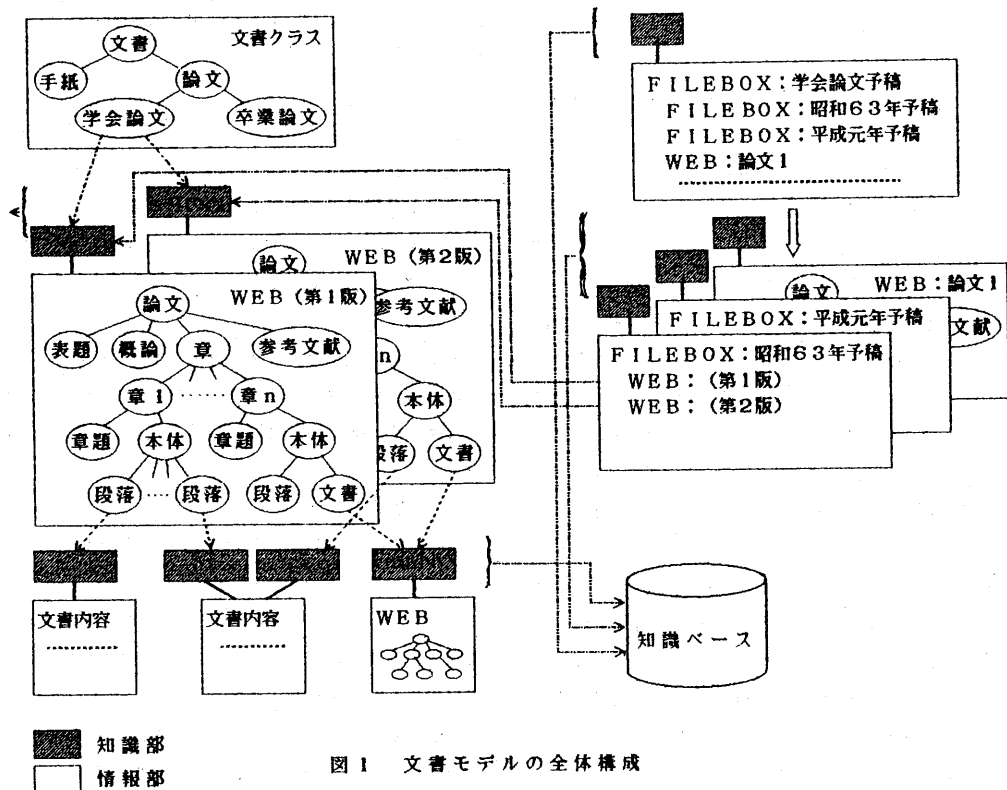 文書クラス
文書
手紙
論文
学会論文
卒業論文
FILEBOX：学会論文予稿
FILEBOX：昭和63年予稿
FILEBOX：平成元年予稿
WEB：論文1
WEB（第2版）
論文
参考文献
n
本体
段落
文書
WEB（第1版）
論文
表題
概論
章
参考文献
章1
章n
章題
本体
章題
本体
段落
段落
段落
文書
WEB：論文1
論文
文献
FILEBOX：平成元年予稿
FILEBOX：昭和63年予稿
WEB：（第1版）
WEB：（第2版）
文書内容
文書内容
WEB
知識ベース
知識部
情報部
図1　文書モデルの全体構成